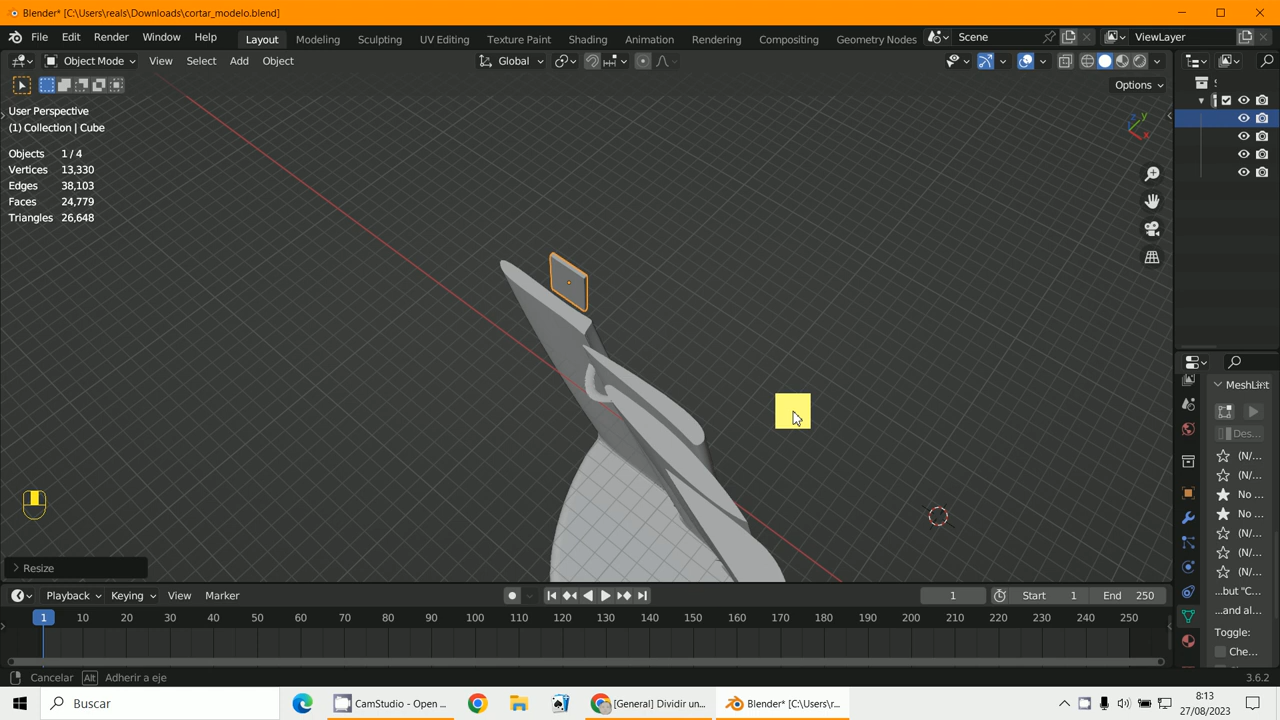 Blender* [C:\Users\reals\Downloads\cortar_modelo.blend]
File Edit Render Window Help Layout Modeling Sculpting UV Editing Texture Paint Shading Animation Rendering Compositing Geometry Nodes Scene ViewLayer
Object Mode View Select Add Object Global
Options
User Perspective
(1) Collection | Cube
Objects 1 / 4
Vertices 13,330
Edges 38,103
Faces 24,779
Triangles 26,648
Z Y X
MeshLint
Des...
(N/...
(N/...
No ...
No ...
(N/...
(N/...
(N/...
...but "C...
...and al...
Toggle:
Che...
Resize
Playback Keying View Marker 1 Start 1 End 250
1 10 20 30 40 50 60 70 80 90 100 110 120 130 140 150 160 170 180 190 200 210 220 230 240 250
Cancelar Alt Adherir a eje 3.6.2
Buscar CamStudio - Open ... [General] Dividir un... Blender* [C:\Users\r... 8:13
27/08/2023